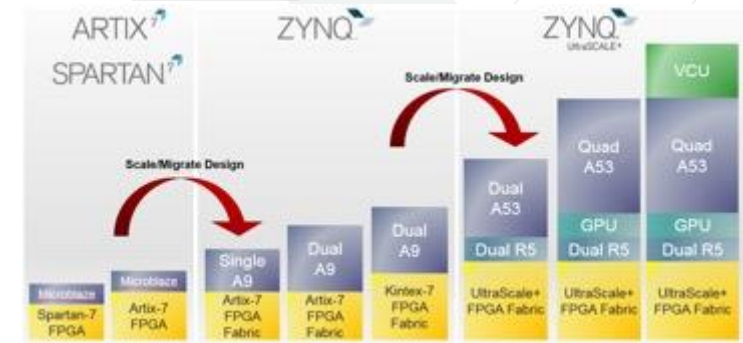 ARTIX 7
SPARTAN 7
ZYNQ
ZYNQ
UltraSCALE+
Scale/Migrate Design
Scale/Migrate Design
Microblaze
Spartan-7
FPGA
Microblaze
Artix-7
FPGA
Single
A9
Artix-7
FPGA
Fabric
Dual
A9
Artix-7
FPGA
Fabric
Dual
A9
Kintex-7
FPGA
Fabric
Dual
A53
Dual R5
UltraScale+
FPGA Fabric
Quad
A53
GPU
Dual R5
UltraScale+
FPGA Fabric
VCU
Quad
A53
GPU
Dual R5
UltraScale+
FPGA Fabric